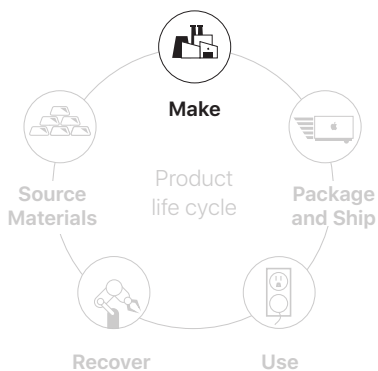 Make
Source
Materials
Product
life cycle
Package
and Ship
Recover
Use